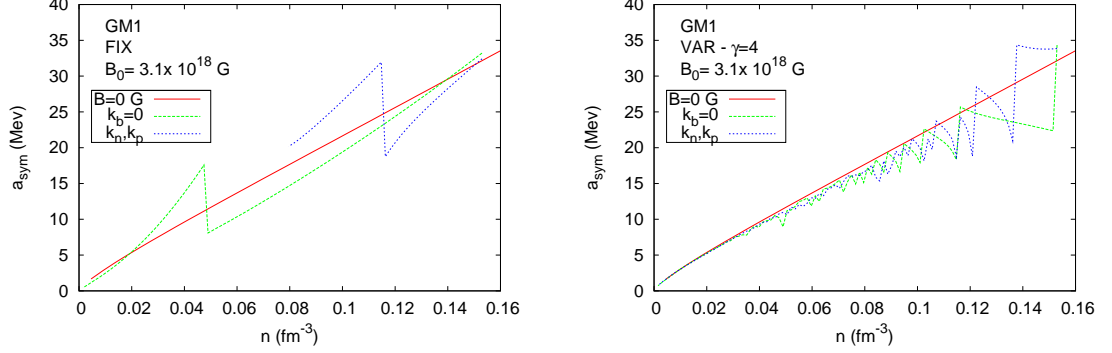 GM1
FIX
B0= 3.1x 10^18 G
B=0 G
kb=0
kn,kp
asym (Mev)
40
35
30
25
20
15
10
5
0
0 0.02 0.04 0.06 0.08 0.1 0.12 0.14 0.16
n (fm^-3)
GM1
VAR - γ=4
B0= 3.1x 10^18 G
B=0 G
kb=0
kn,kp
asym (Mev)
40
35
30
25
20
15
10
5
0
0 0.02 0.04 0.06 0.08 0.1 0.12 0.14 0.16
n (fm^-3)